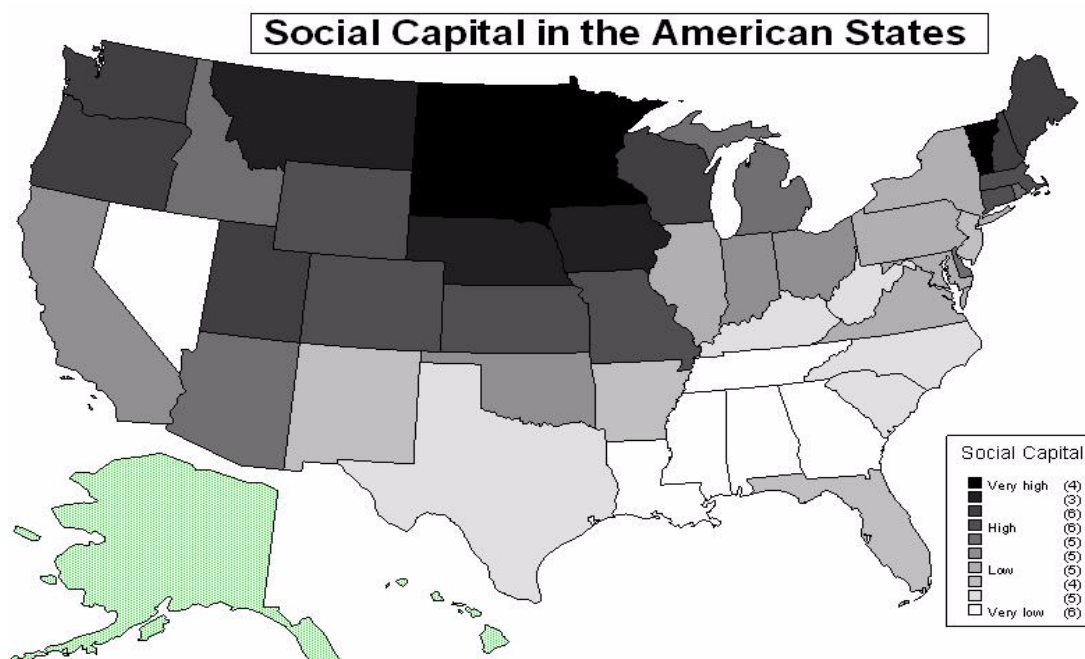 Social Capital in the American States
Social Capital
Very high (4)
(3)
(6)
High (6)
(5)
(5)
Low (5)
(4)
(5)
Very low (6)